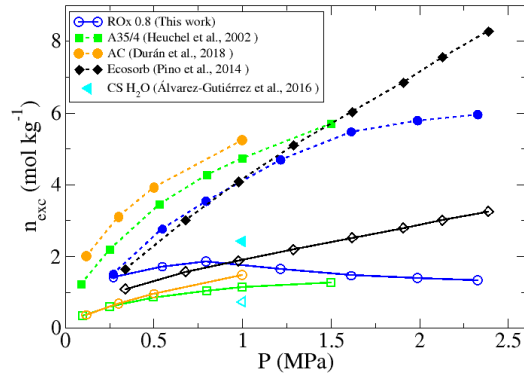 ROx 0.8 (This work)
A35/4 (Heuchel et al., 2002)
AC (Durán et al., 2018)
Ecosorb (Pino et al., 2014)
CS H₂O (Álvarez-Gutiérrez et al., 2016)
8
6
4
2
0
n_exc (mol kg⁻¹)
0 0.5 1 1.5 2 2.5
P (MPa)